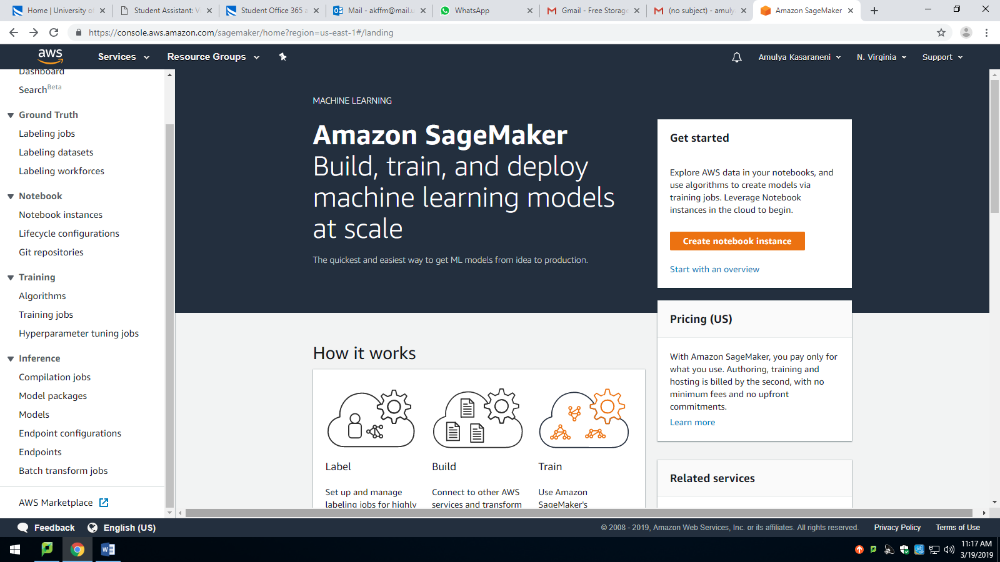 Home | University of
Student Assistant: V
Student Office 365 a
Mail - akffm@mail.u
WhatsApp
Gmail - Free Storage
(no subject) - amuly
Amazon SageMaker
https://console.aws.amazon.com/sagemaker/home?region=us-east-1#/landing
aws
Services
Resource Groups
Amulya Kasaraneni
N. Virginia
Support
Dashboard
Search Beta
Ground Truth
Labeling jobs
Labeling datasets
Labeling workforces
Notebook
Notebook instances
Lifecycle configurations
Git repositories
Training
Algorithms
Training jobs
Hyperparameter tuning jobs
Inference
Compilation jobs
Model packages
Models
Endpoint configurations
Endpoints
Batch transform jobs
AWS Marketplace
MACHINE LEARNING
Amazon SageMaker
Build, train, and deploy
machine learning models
at scale
The quickest and easiest way to get ML models from idea to production.
Get started
Explore AWS data in your notebooks, and
use algorithms to create models via
training jobs. Leverage Notebook
instances in the cloud to begin.
Create notebook instance
Start with an overview
Pricing (US)
With Amazon SageMaker, you pay only for
what you use. Authoring, training and
hosting is billed by the second, with no
minimum fees and no upfront
commitments.
Learn more
Related services
How it works
Label
Set up and manage
labeling jobs for highly
Build
Connect to other AWS
services and transform
Train
Use Amazon
SageMaker's
Feedback
English (US)
© 2008 - 2019, Amazon Web Services, Inc. or its affiliates. All rights reserved.
Privacy Policy
Terms of Use
11:17 AM
3/19/2019